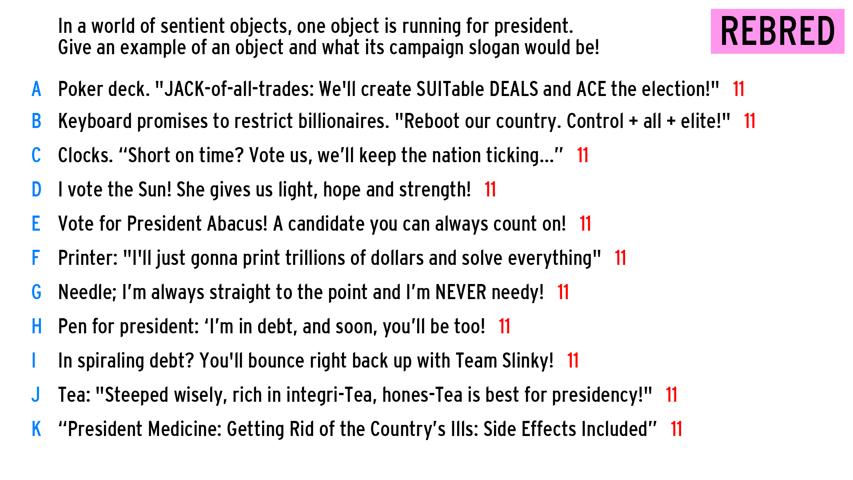 In a world of sentient objects, one object is running for president.
Give an example of an object and what its campaign slogan would be!
REBRED
A Poker deck. "JACK-of-all-trades: We'll create SUITable DEALS and ACE the election!" 11
B Keyboard promises to restrict billionaires. "Reboot our country. Control + all + elite!" 11
C Clocks. “Short on time? Vote us, we’ll keep the nation ticking...” 11
D I vote the Sun! She gives us light, hope and strength! 11
E Vote for President Abacus! A candidate you can always count on! 11
F Printer: "I'll just gonna print trillions of dollars and solve everything" 11
G Needle; I’m always straight to the point and I’m NEVER needy! 11
H Pen for president: ‘I’m in debt, and soon, you’ll be too! 11
I In spiraling debt? You'll bounce right back up with Team Slinky! 11
J Tea: "Steeped wisely, rich in integri-Tea, hones-Tea is best for presidency!" 11
K “President Medicine: Getting Rid of the Country’s Ills: Side Effects Included” 11